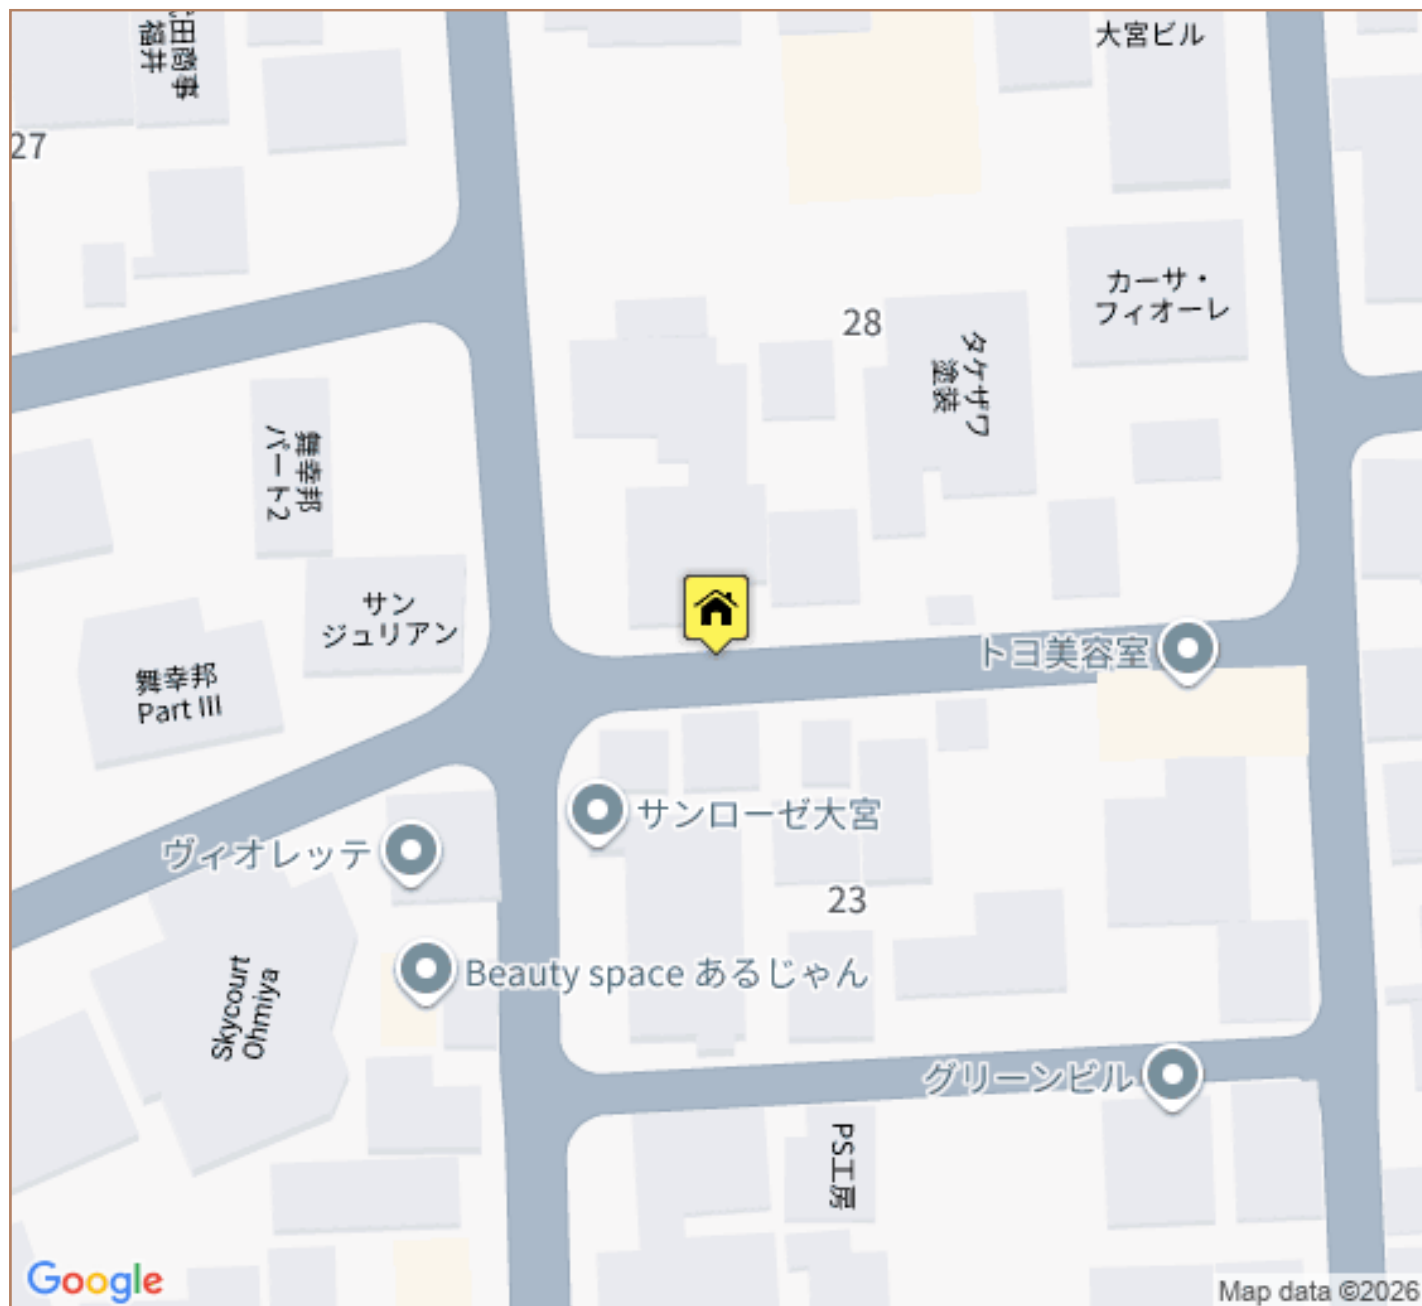 田商事
福井
大宮ビル
27
カーサ・
フィオーレ
28
タケザワ
塗装
舞幸邦
パート2
サン
ジュリアン
トヨ美容室
舞幸邦
Part III
サンローゼ大宮
ヴィオレッテ
23
Beauty space あるじゃん
Skycourt
Ohmiya
グリーンビル
PS工房
Google
Map data ©2026